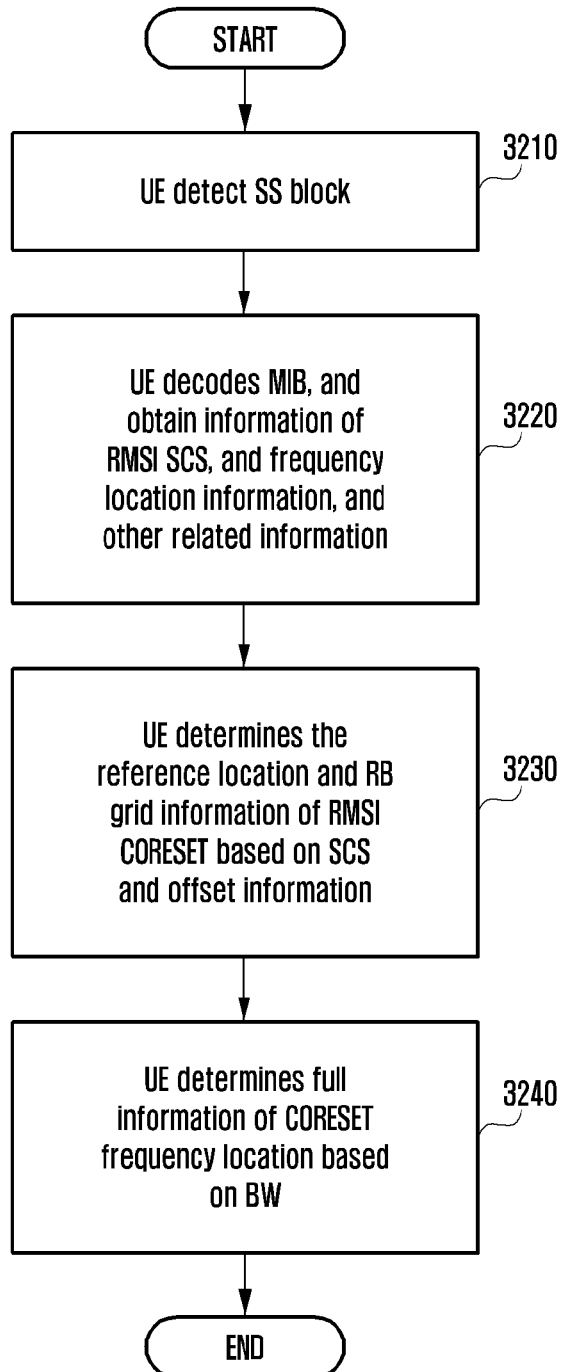 START
3210
UE detect SS block
3220
UE decodes MIB, and
obtain information of
RMSI SCS, and frequency
location information, and
other related information
3230
UE determines the
reference location and RB
grid information of RMSI
CORESET based on SCS
and offset information
3240
UE determines full
information of CORESET
frequency location based
on BW
END